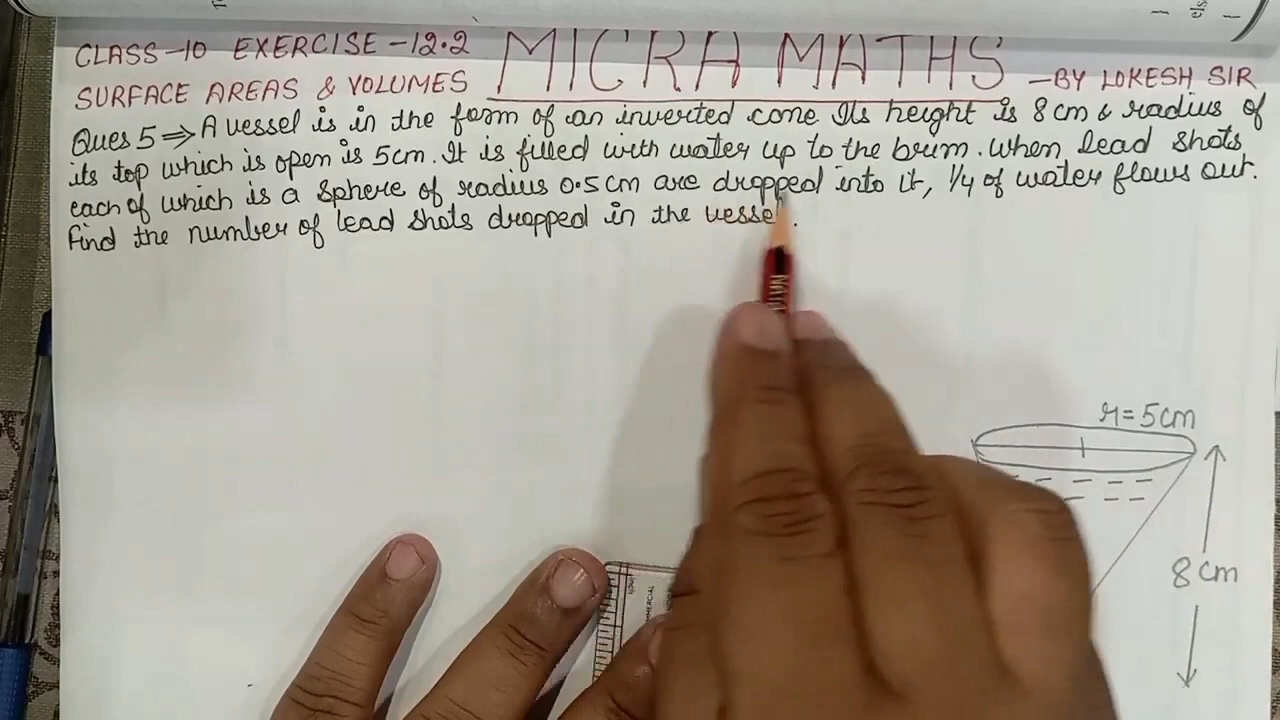 CLASS-10 EXERCISE-12.2
SURFACE AREAS & VOLUMES
MICRA MATHS
-BY LOKESH SIR
Ques 5⇒ A vessel is in the form of an inverted cone Its height is 8 cm & radius of
its top which is open is 5cm. It is filled with water up to the brim. When lead shots
each of which is a sphere of radius 0.5cm are dropped into it, 1/4 of water flows out.
Find the number of lead shots dropped in the vessel.
r=5cm
8cm